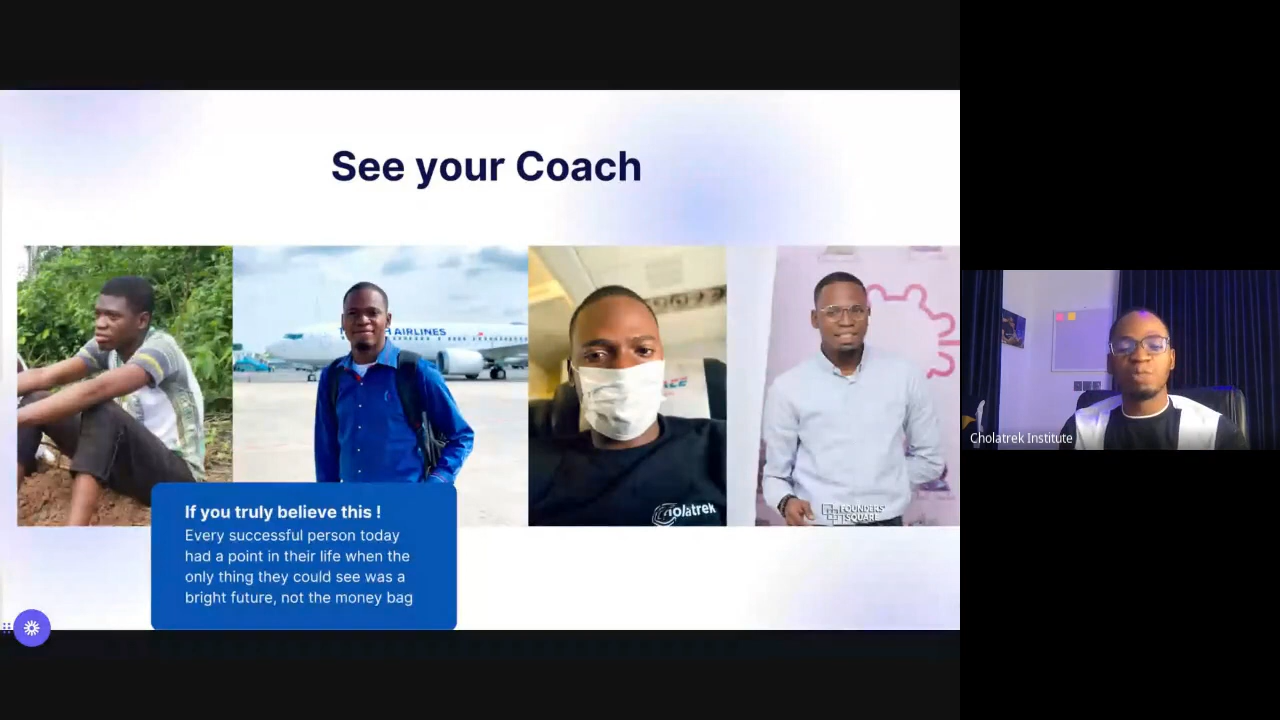 See your Coach
AIRLINES
olatrek
FOUNDERS'
SQUARE
If you truly believe this !
Every successful person today
had a point in their life when the
only thing they could see was a
bright future, not the money bag
Cholatrek Institute